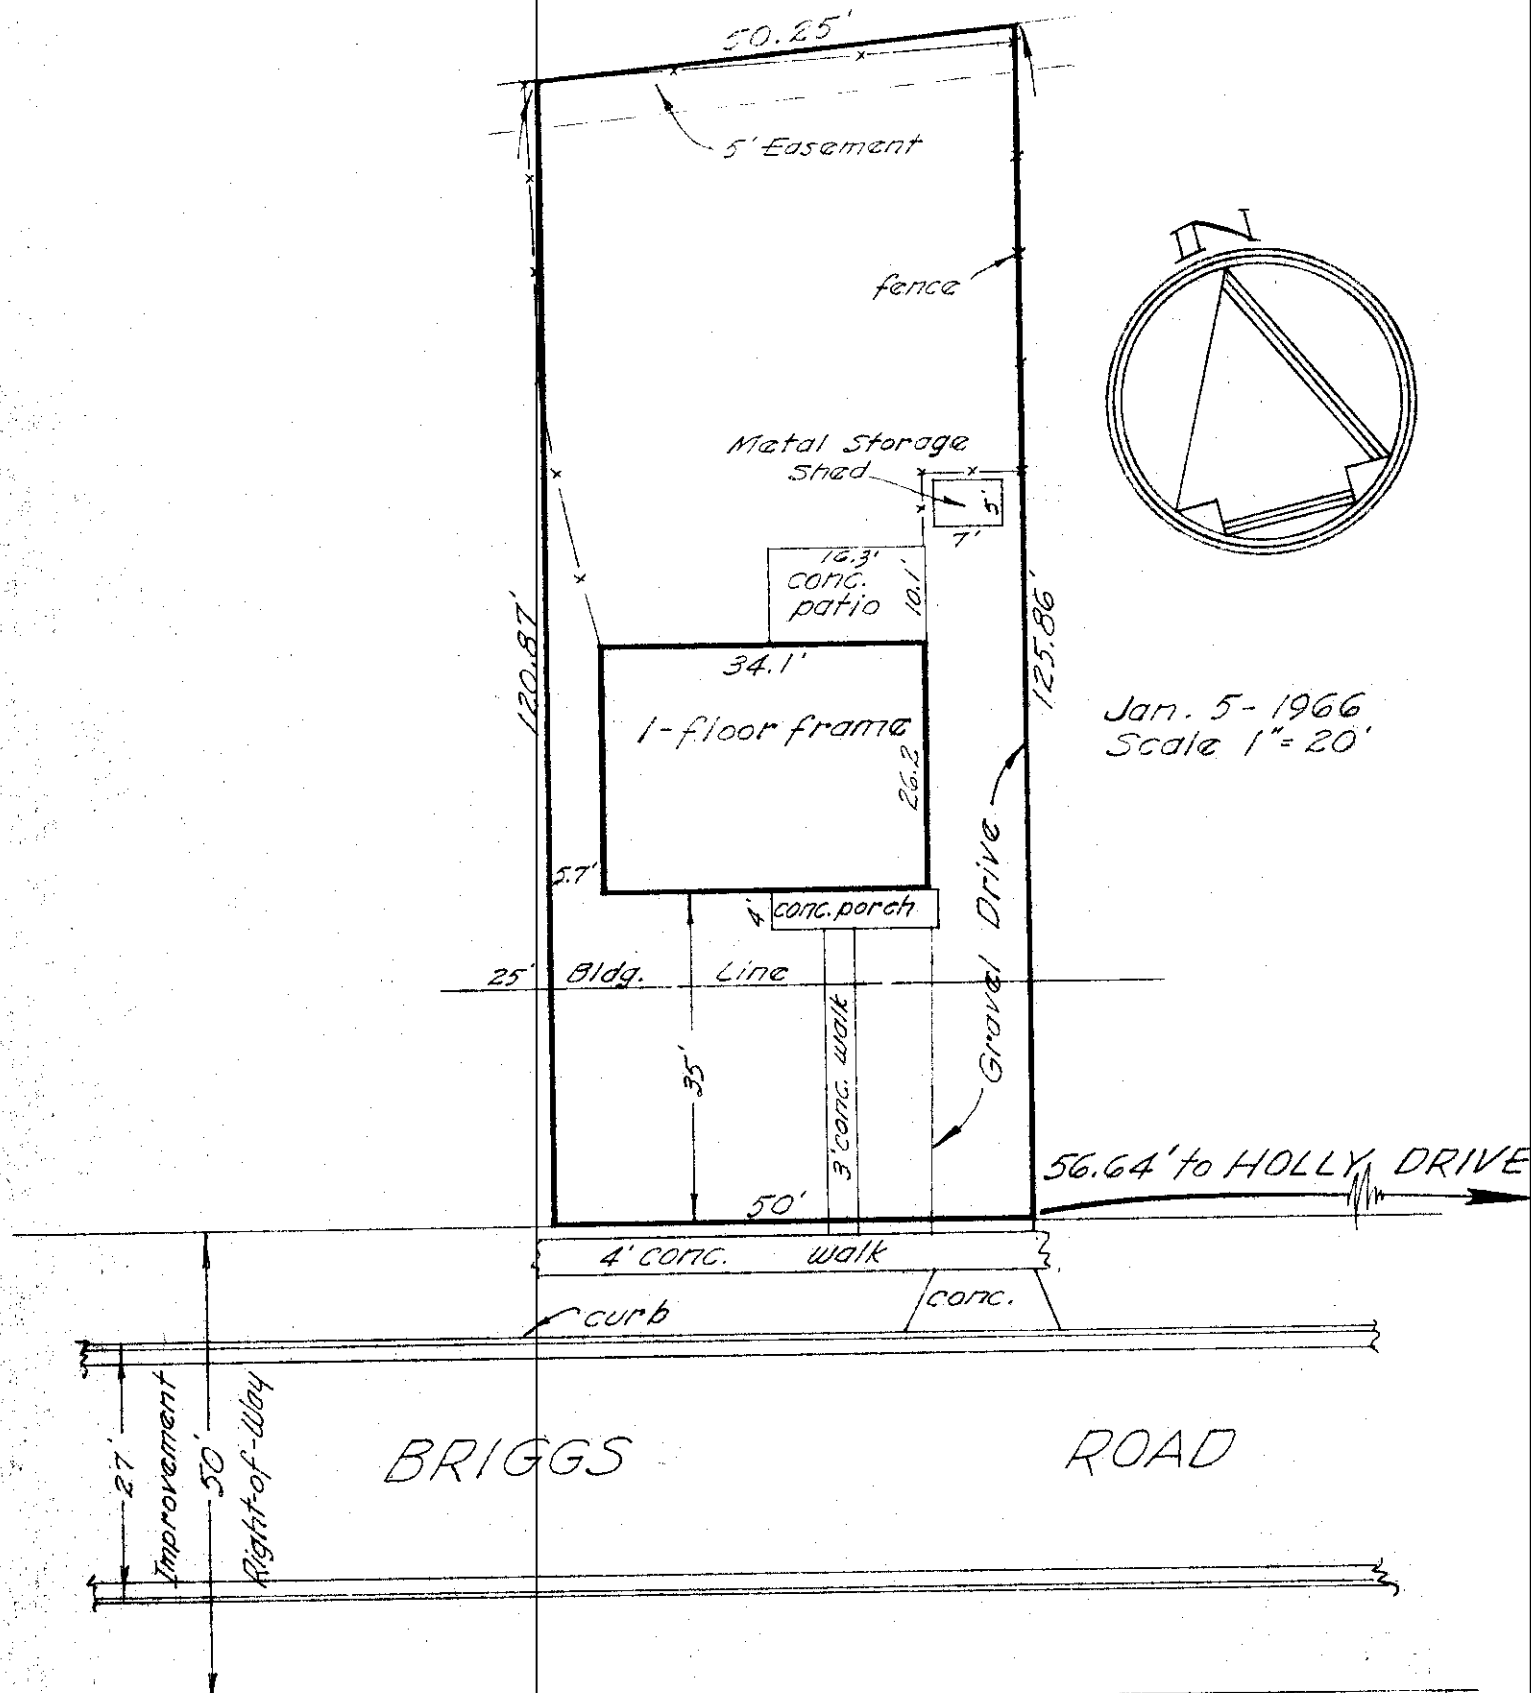 50.25'
5' Easement
N
fence
Metal Storage
Shed
5'
7'
16.3'
conc.
patio
10.1'
120.87'
125.86'
34.1'
1-floor frame
26.2
Jan. 5 - 1966
Scale 1" = 20'
5.7'
4'
conc. porch
Gravel Drive
25' Bldg. Line
35'
3' conc. walk
56.64' to HOLLY DRIVE
50'
4' conc. walk
conc.
curb
27'
Improvement
50'
Right-of-Way
BRIGGS ROAD